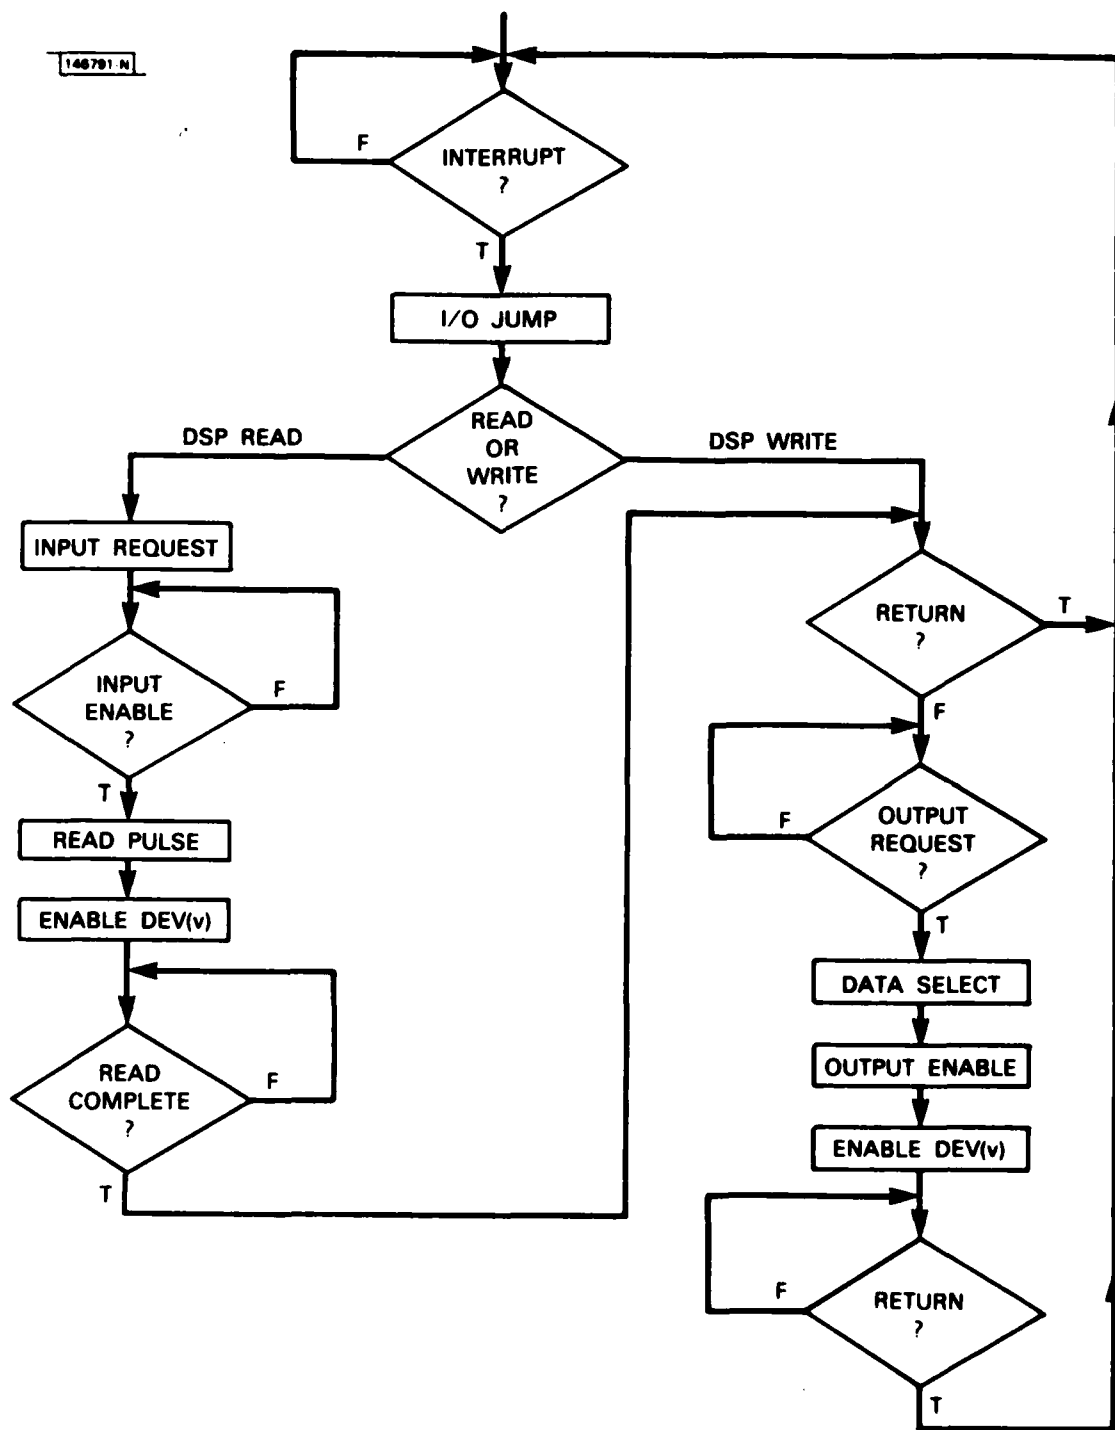 146791-N
F
INTERRUPT
?
T
I/O JUMP
DSP READ
READ
OR
WRITE
?
DSP WRITE
INPUT REQUEST
INPUT
ENABLE
?
F
T
READ PULSE
ENABLE DEV(v)
READ
COMPLETE
?
F
T
RETURN
?
T
F
OUTPUT
REQUEST
?
F
T
DATA SELECT
OUTPUT ENABLE
ENABLE DEV(v)
RETURN
?
F
T